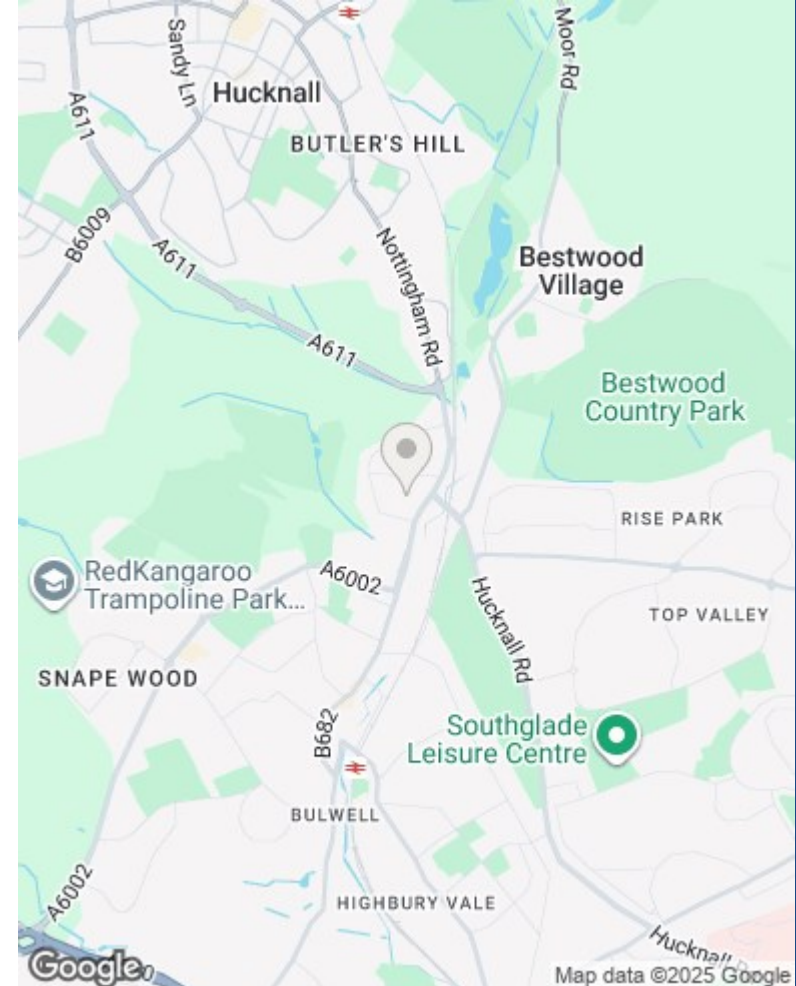 Sandy Ln
Moor Rd
Hucknall
A611
BUTLER'S HILL
B6009
A611
Nottingham Rd
Bestwood
Village
A611
Bestwood
Country Park
RISE PARK
RedKangaroo
Trampoline Park...
A6002
Hucknall Rd
TOP VALLEY
SNAPE WOOD
B682
Southglade
Leisure Centre
BULWELL
A6002
HIGHBURY VALE
Hucknall
Google
Map data ©2025 Google